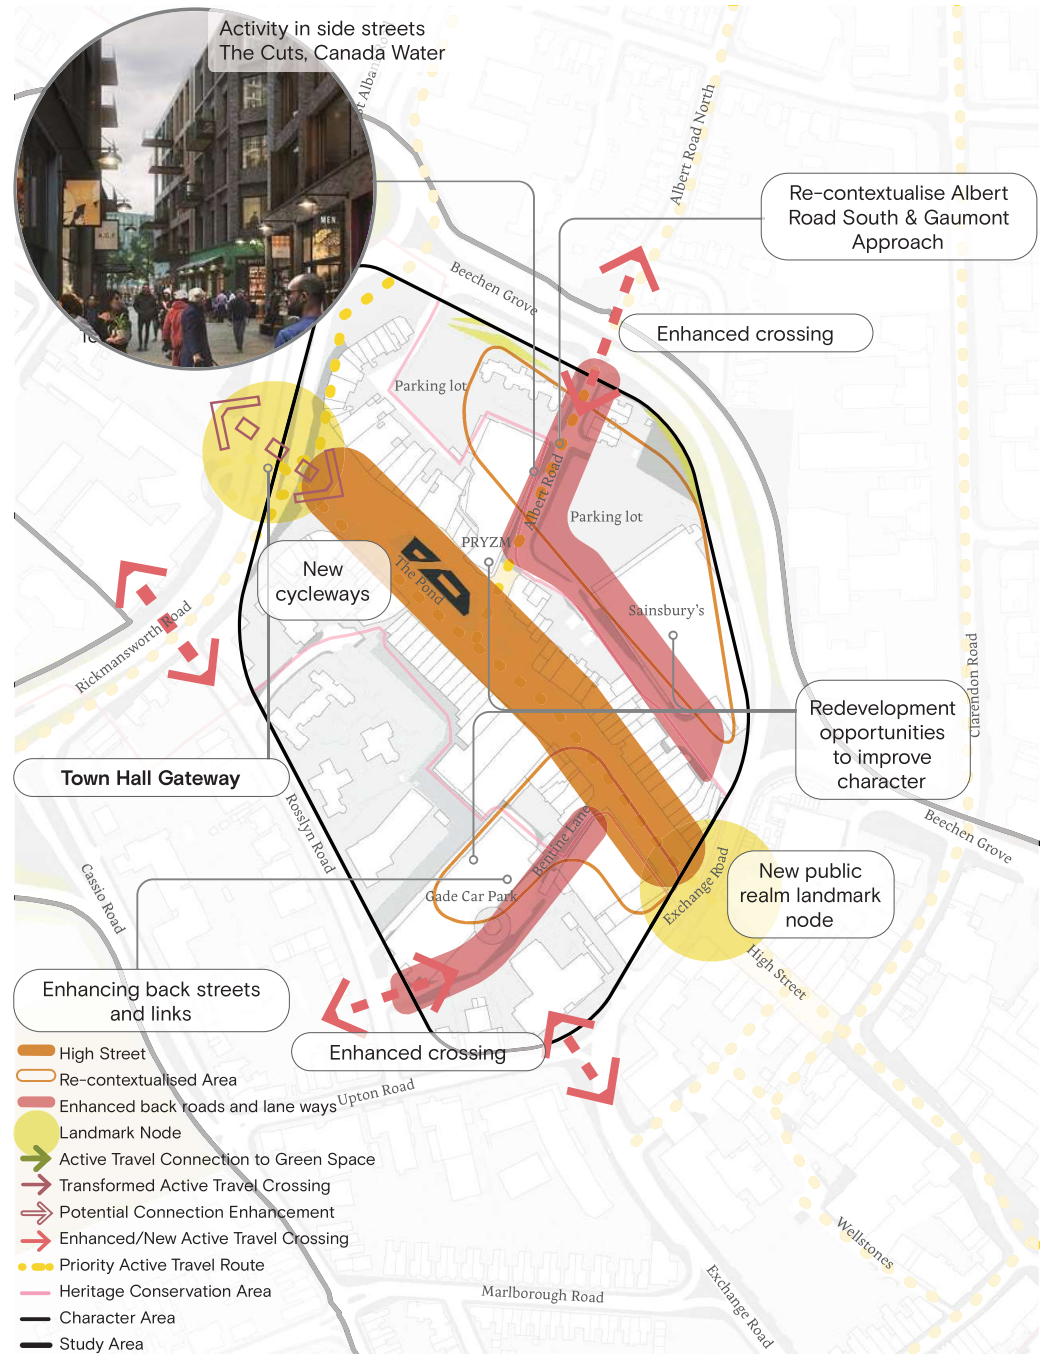 Activity in side streets
The Cuts, Canada Water
MEN
Albert Road North
Re-contextualise Albert
Road South & Gaumont
Approach
Beechen Grove
Enhanced crossing
Parking lot
Albert Road
Parking lot
PRYZM
The Pond
New
cycleways
Sainsbury's
Rickmansworth Road
Clarendon Road
Redevelopment
opportunities
to improve
character
Town Hall Gateway
Rosslyn Road
Beechen Grove
Bentine Lane
Cassio Road
Gade Car Park
Exchange Road
New public
realm landmark
node
High Street
Enhancing back streets
and links
Enhanced crossing
Upton Road
High Street
Re-contextualised Area
Enhanced back roads and lane ways
Landmark Node
Active Travel Connection to Green Space
Transformed Active Travel Crossing
Potential Connection Enhancement
Enhanced/New Active Travel Crossing
Priority Active Travel Route
Heritage Conservation Area
Character Area
Study Area
Wellstones
Exchange Road
Marlborough Road